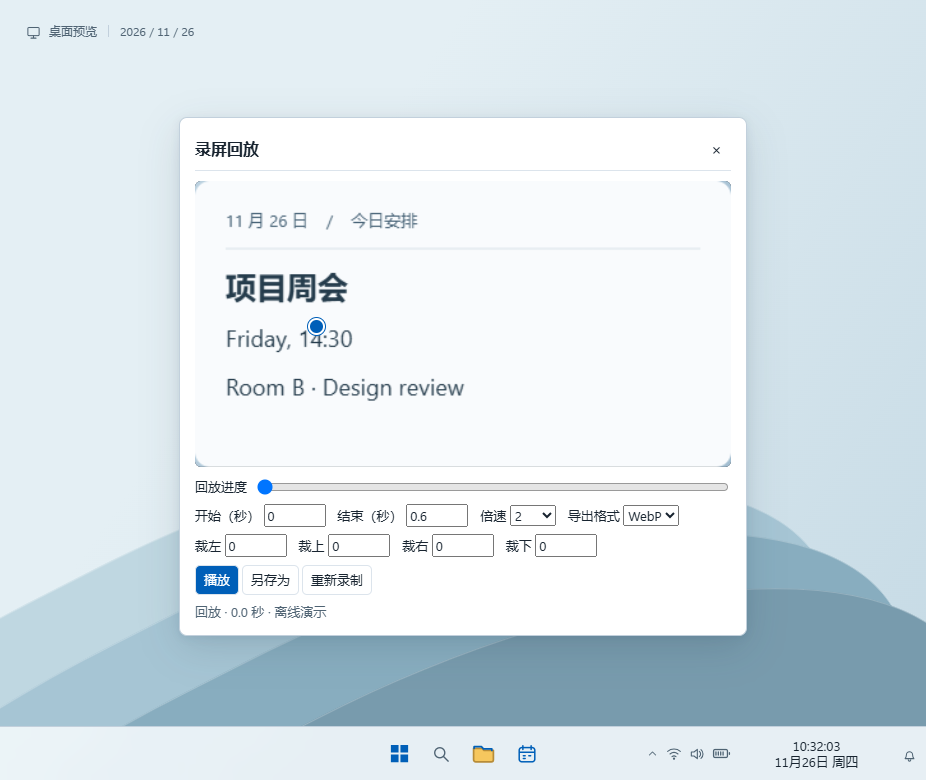 桌面预览 2026 / 11 / 26
录屏回放 ×
11 月 26 日 / 今日安排
项目周会
Friday, 14:30
Room B · Design review
回放进度
开始（秒） 0 结束（秒） 0.6 倍速 2 导出格式 WebP
裁左 0 裁上 0 裁右 0 裁下 0
播放 另存为 重新录制
回放 · 0.0 秒 · 离线演示
10:32:03
11月26日 周四